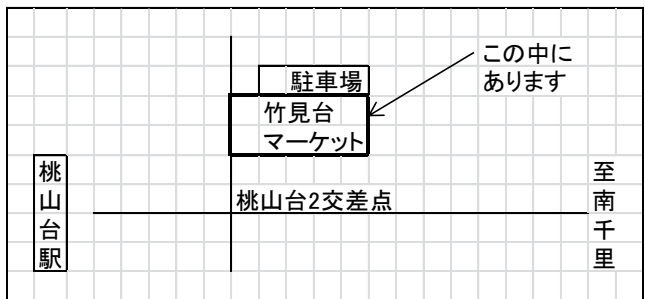 この中に
あります
駐車場
竹見台
マーケット
桃山台駅
桃山台2交差点
至南千里